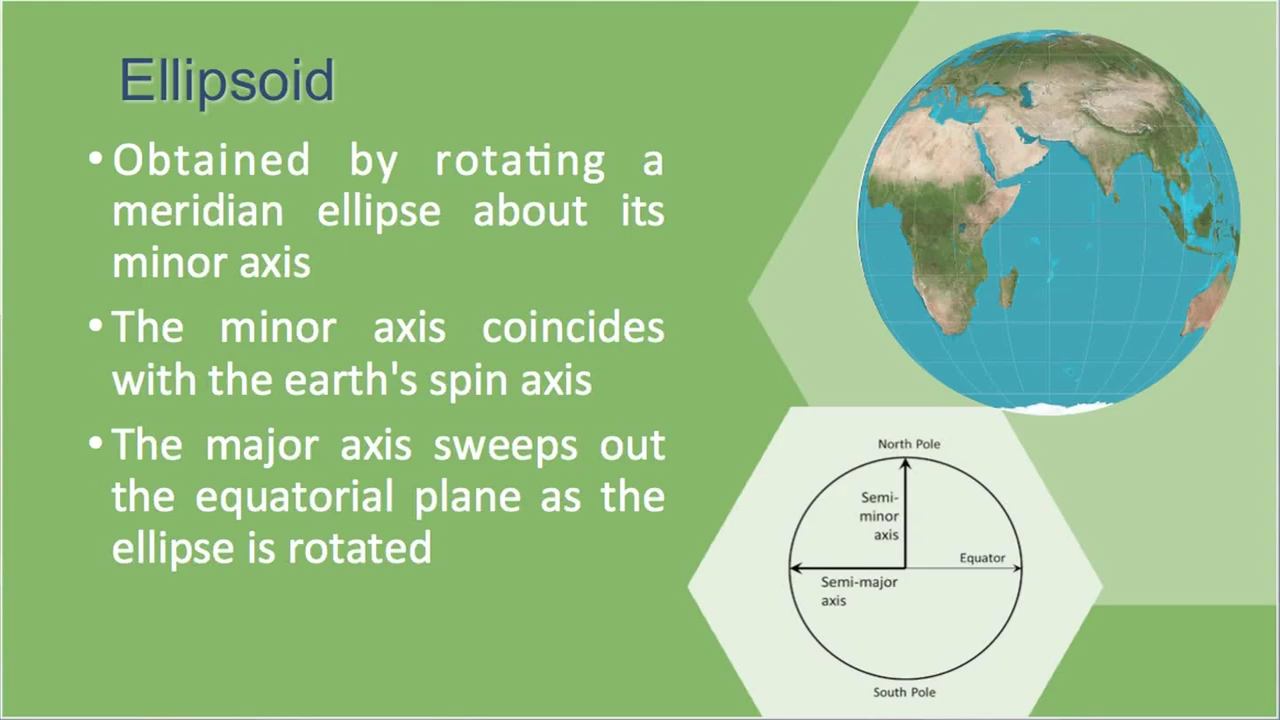 Ellipsoid
• Obtained by rotating a
meridian ellipse about its
minor axis
• The minor axis coincides
with the earth's spin axis
• The major axis sweeps out
the equatorial plane as the
ellipse is rotated
North Pole
Semi-
minor
axis
Equator
Semi-major
axis
South Pole